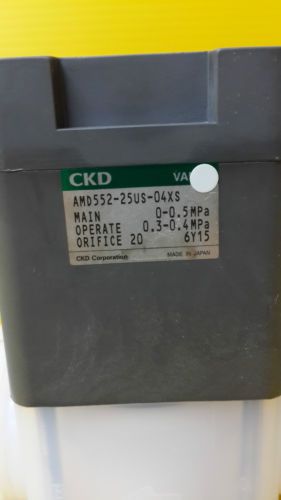 CKD
AMD552-25US-04XS
MAIN 0-0.5MPa
OPERATE 0.3-0.4MPa
ORIFICE 20 6Y15
CKD Corporation MADE IN JAPAN